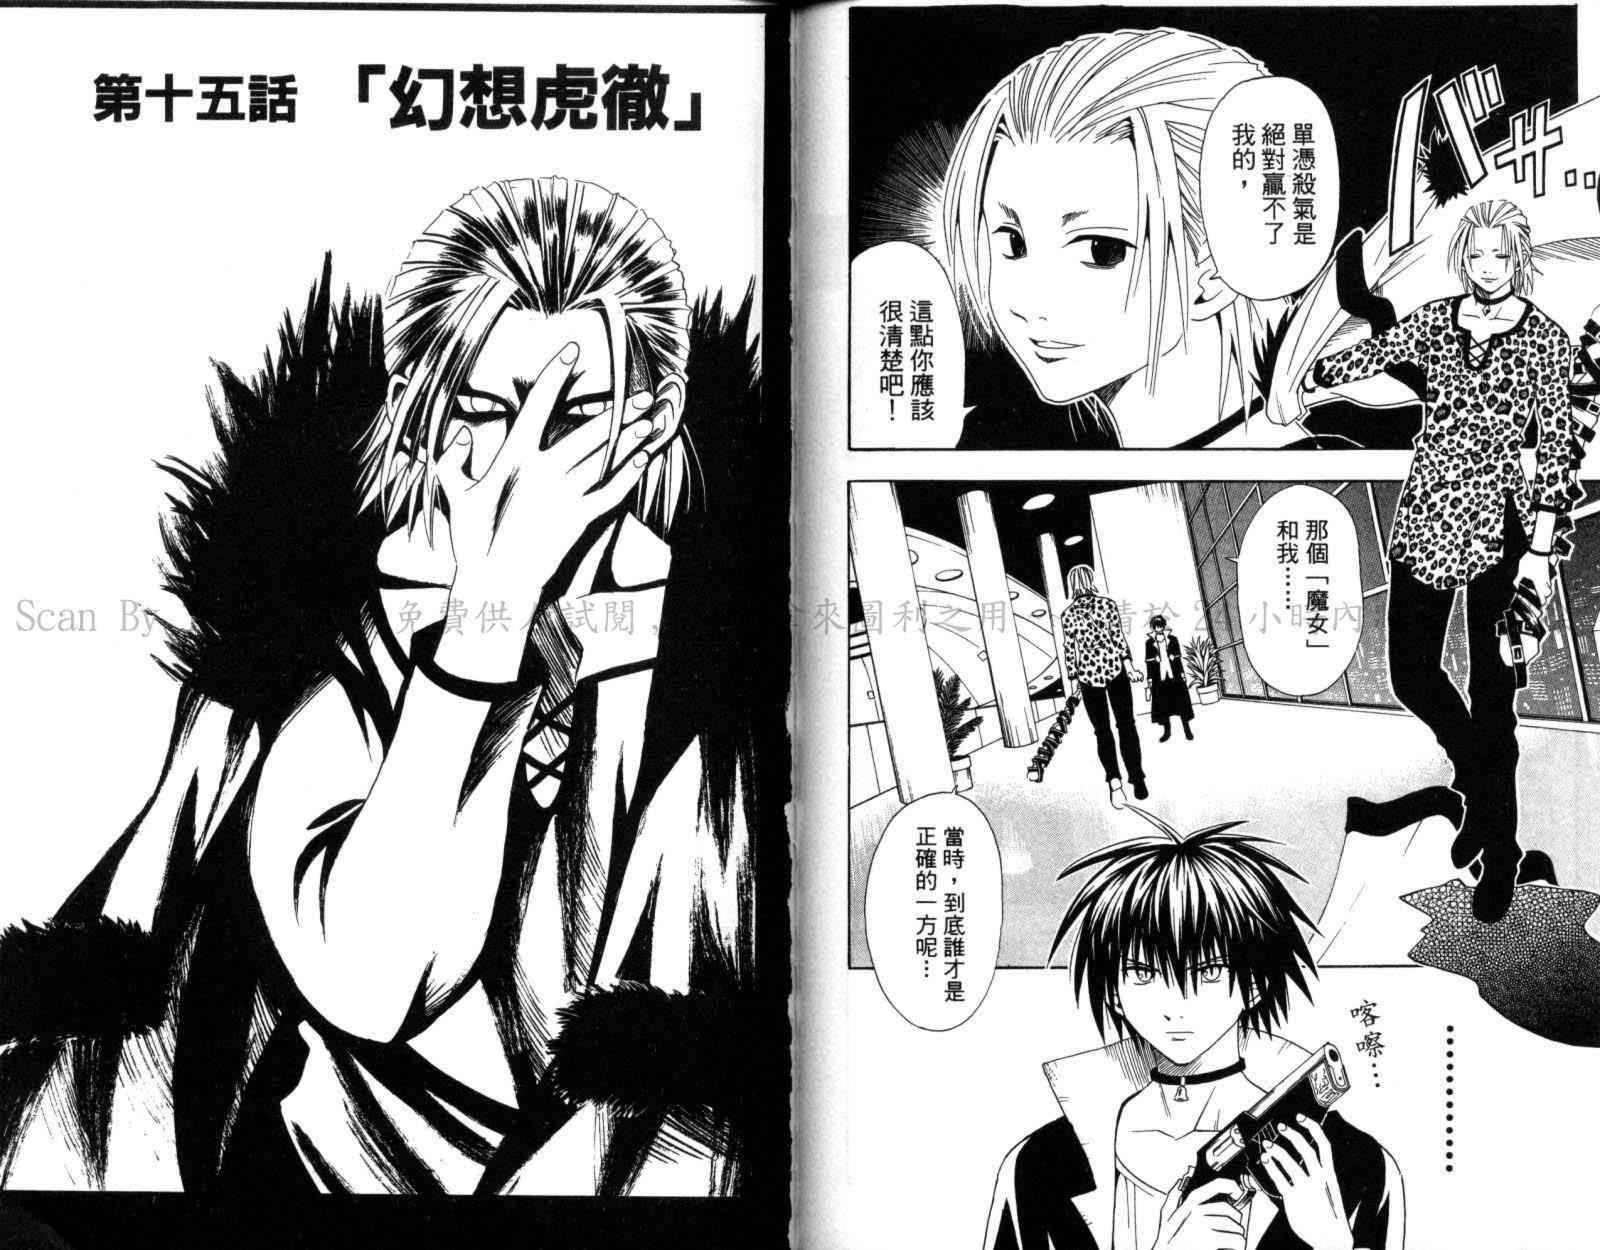 單憑殺氣是
絕對贏不了
我的，
這點你應該
很清楚吧！
バサ…
那個「魔女」
和我……
當時，到底誰才是
正確的一方呢…
喀嚓…
…………
第十五話 「幻想虎徹」
Scan By
免費供人試閱，
來圖利之用
請於 24 小時內